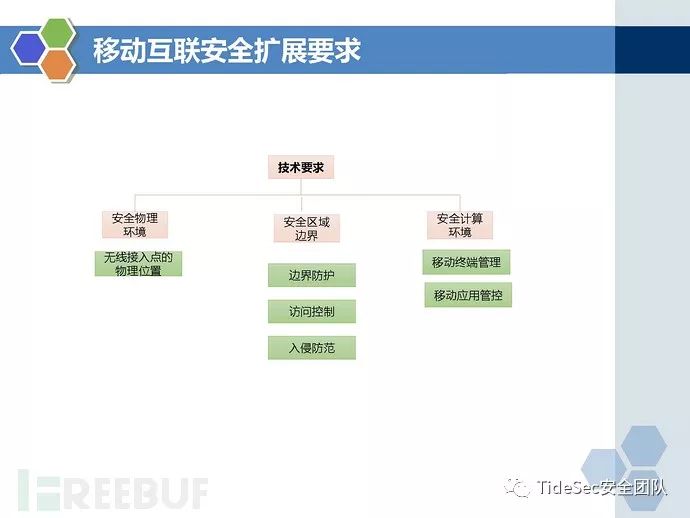 移动互联安全扩展要求
技术要求
安全物理
环境
安全区域
边界
安全计算
环境
无线接入点的
物理位置
边界防护
访问控制
入侵防范
移动终端管理
移动应用管控
FREEBUF
TideSec安全团队